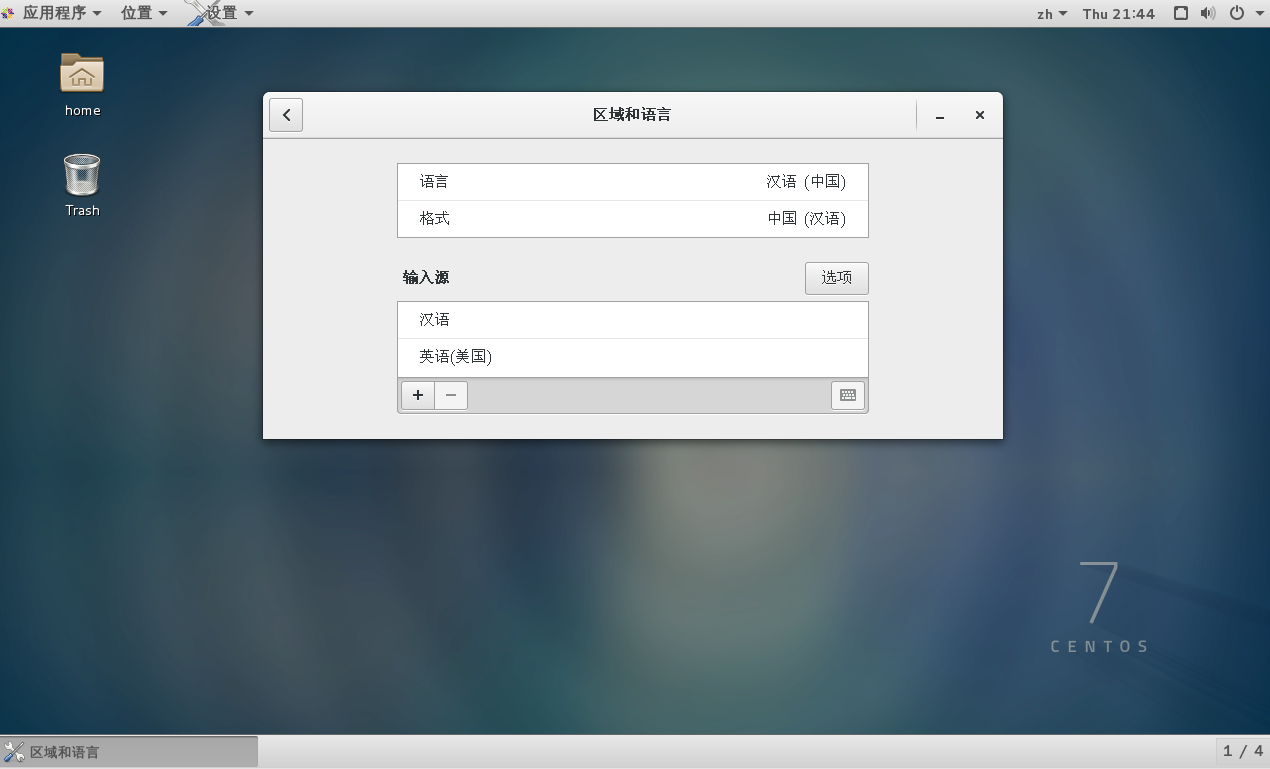 应用程序 位置 设置 zh Thu 21:44
home
Trash
区域和语言
语言 汉语 (中国)
格式 中国 (汉语)
输入源 选项
汉语
英语(美国)
7
CENTOS
区域和语言 1 / 4